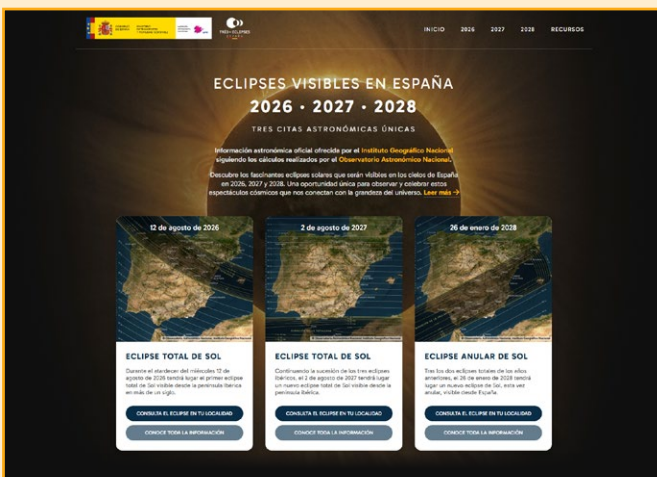 INICIO 2026 2027 2028 RECURSOS
ECLIPSES VISIBLES EN ESPAÑA
2026 · 2027 · 2028
TRES CITAS ASTRONÓMICAS ÚNICAS
Información astronómica oficial ofrecida por el Instituto Geográfico Nacional
siguiendo los cálculos realizados por el Observatorio Astronómico Nacional.
Descubre los fascinantes eclipses solares que serán visibles en los cielos de España
en 2026, 2027 y 2028. Una oportunidad única para observar y celebrar estos
espectáculos cósmicos que nos conectan con la grandeza del universo. Leer más →
12 de agosto de 2026
ECLIPSE TOTAL DE SOL
Durante el atardecer del miércoles 12 de
agosto de 2026 tendrá lugar el primer eclipse
total de Sol visible desde la península ibérica
en más de un siglo.
CONSULTA EL ECLIPSE EN TU LOCALIDAD
CONOCE TODA LA INFORMACIÓN
2 de agosto de 2027
ECLIPSE TOTAL DE SOL
Continuando la sucesión de los tres eclipses
ibéricos, el 2 de agosto de 2027 tendrá lugar
un nuevo eclipse total de Sol visible desde la
península ibérica.
CONSULTA EL ECLIPSE EN TU LOCALIDAD
CONOCE TODA LA INFORMACIÓN
26 de enero de 2028
ECLIPSE ANULAR DE SOL
Tras los dos eclipses totales de los años
anteriores, el 26 de enero de 2028 tendrá
lugar un nuevo eclipse de Sol, esta vez
anular, visible desde España.
CONSULTA EL ECLIPSE EN TU LOCALIDAD
CONOCE TODA LA INFORMACIÓN